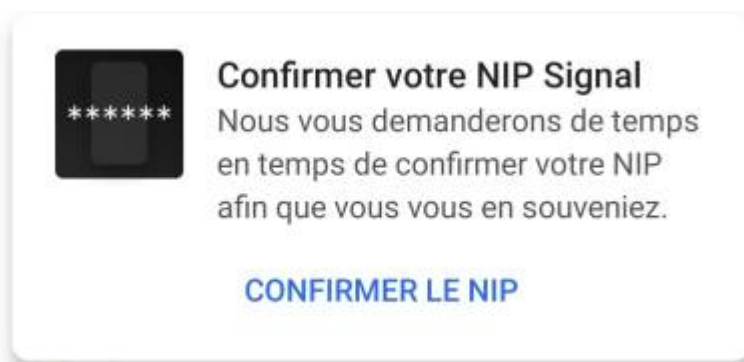 ******
Confirmer votre NIP Signal
Nous vous demanderons de temps
en temps de confirmer votre NIP
afin que vous vous en souveniez.
CONFIRMER LE NIP